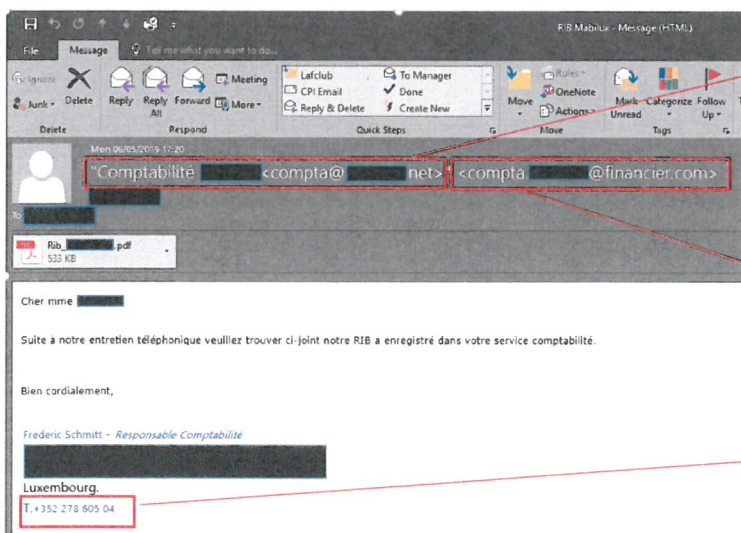 RIB Mabilux - Message (HTML)
File Message Tell me what you want to do...
Ignore Delete Reply Reply All Forward Meeting
Junk More
Lafclub To Manager
CPI Email Done
Reply & Delete Create New
Move Rules OneNote Actions
Mark Unread Categorize Follow Up
Delete Respond Quick Steps Move Tags
Mon 06/05/2019 17:20
"Comptabilité <compta@ net>" <compta. @financier.com>
To
Rib_ .pdf
533 KB
Cher mme
Suite à notre entretien téléphonique veuillez trouver ci-joint notre RIB a enregistré dans votre service comptabilité.
Bien cordialement,
Frederic Schmitt - Responsable Comptabilité
Luxembourg.
T.+352 278 605 04